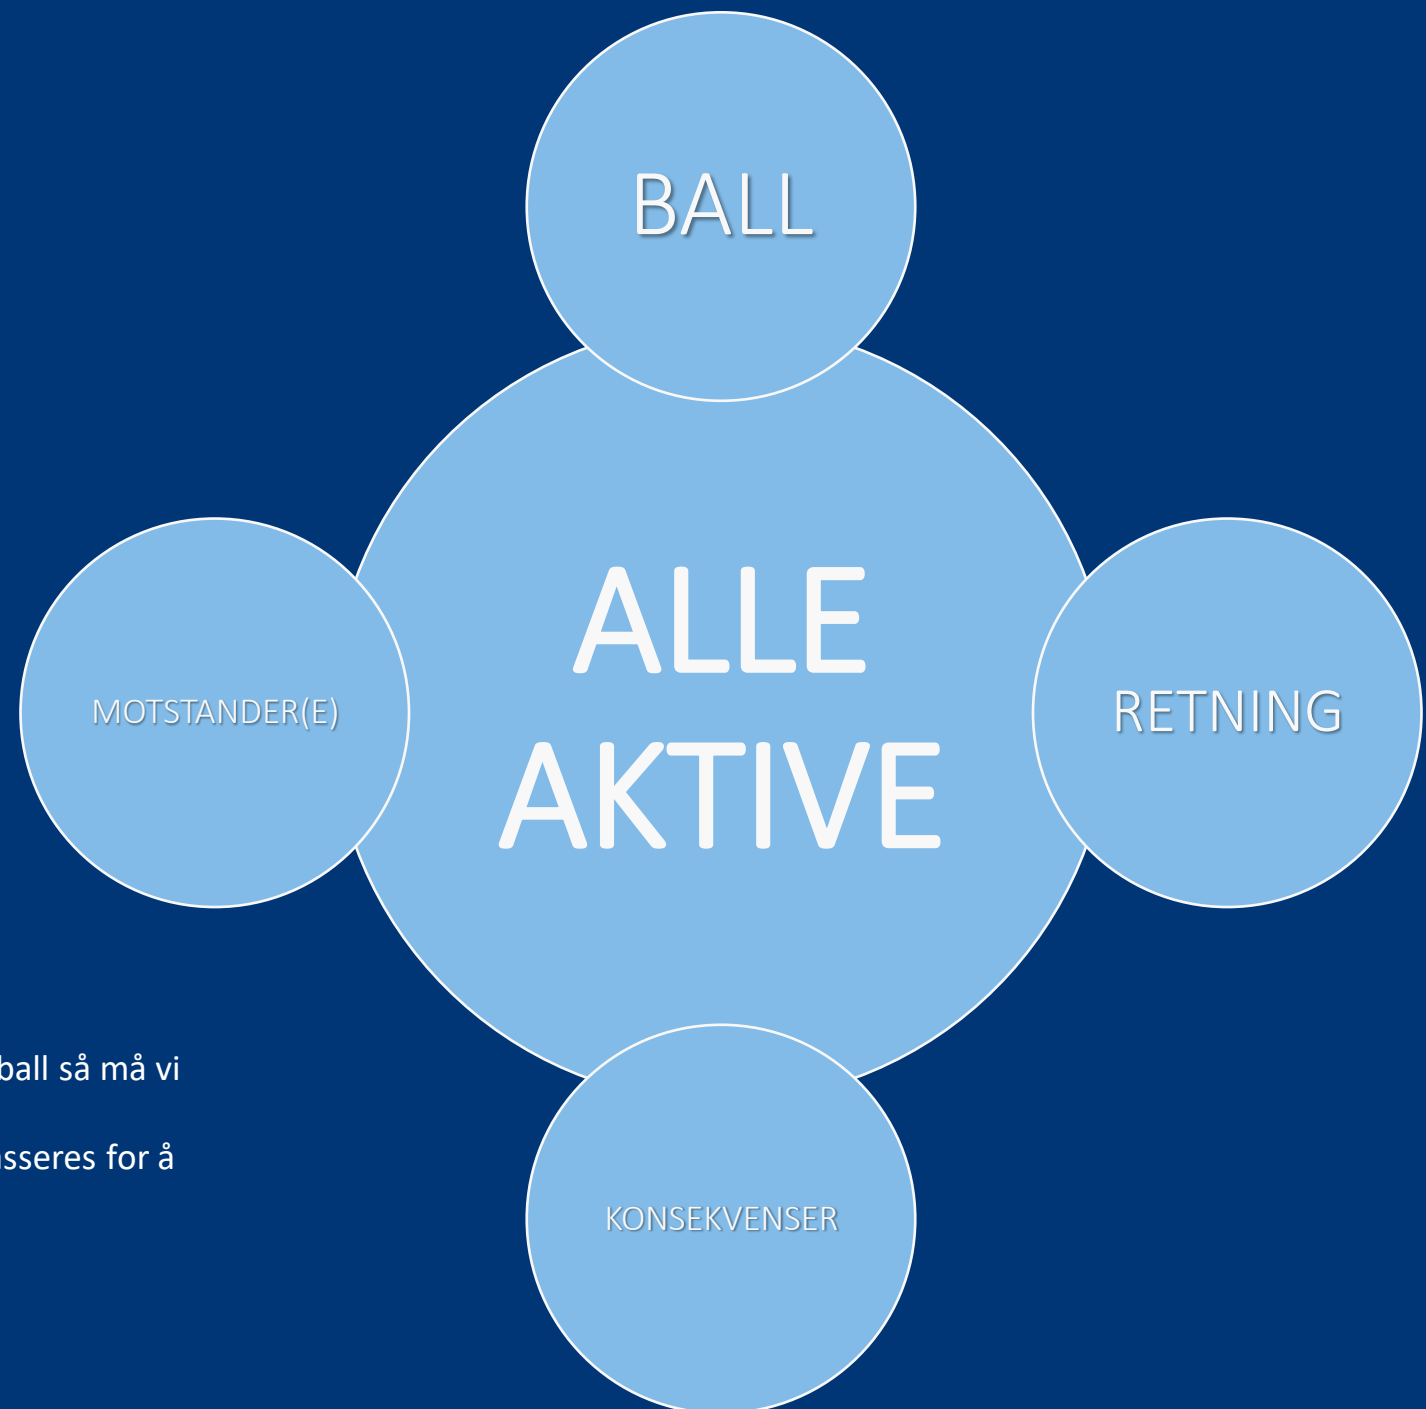 BALL
ALLE
AKTIVE
MOTSTANDER(E)
RETNING
ball så må vi
sseres for å
KONSEKVENSER